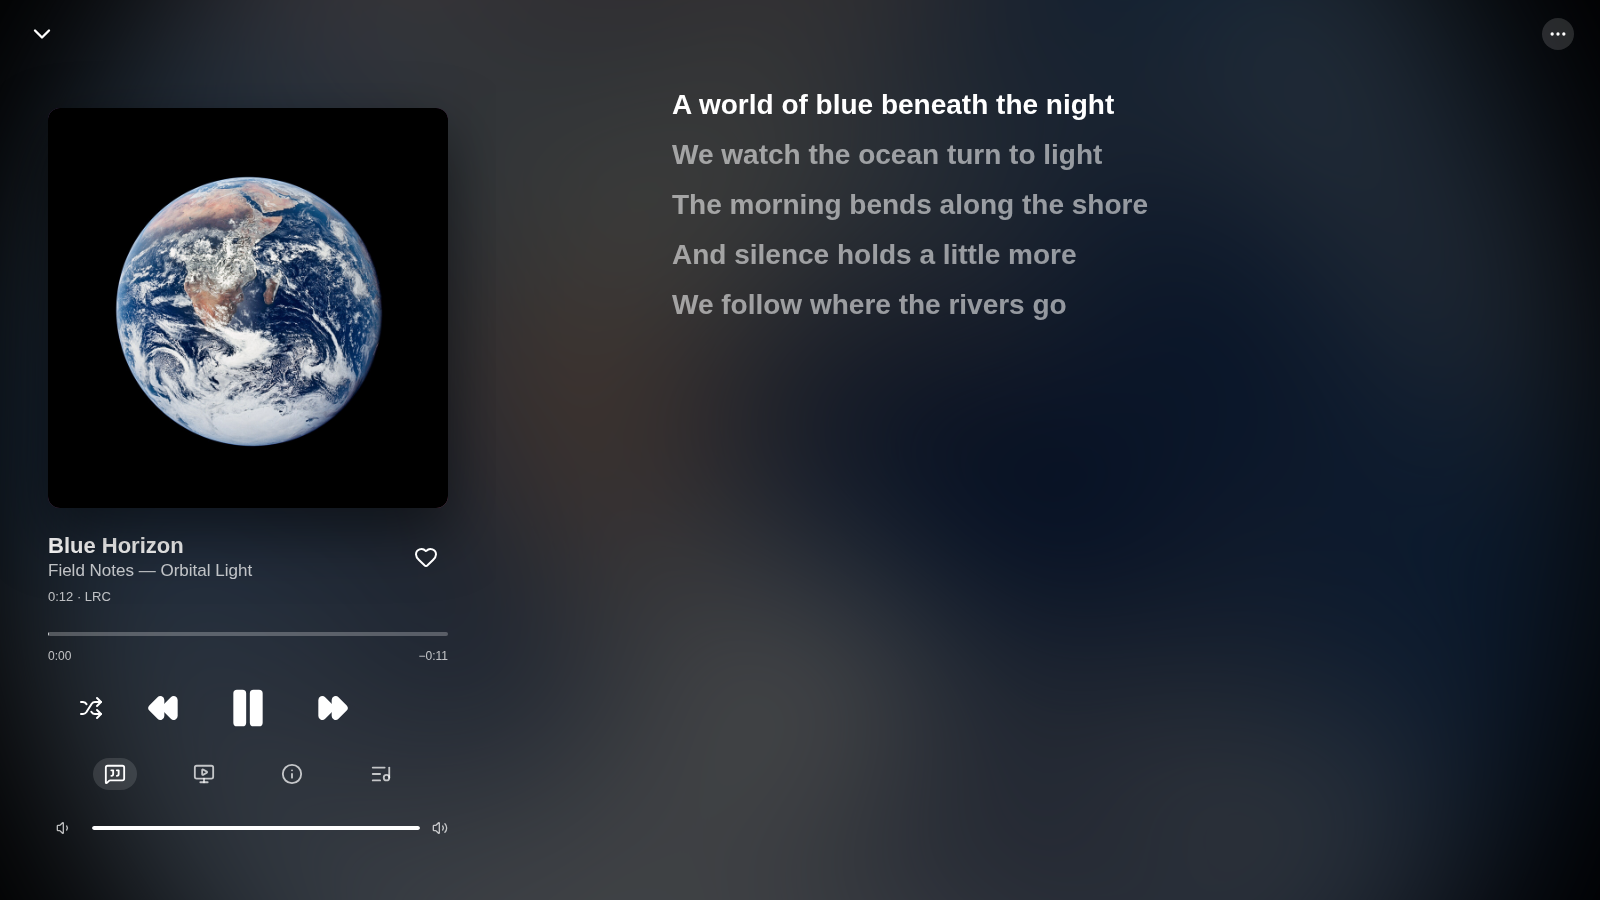 A world of blue beneath the night
We watch the ocean turn to light
The morning bends along the shore
And silence holds a little more
We follow where the rivers go
Blue Horizon
Field Notes — Orbital Light
0:12 · LRC
0:00
−0:11